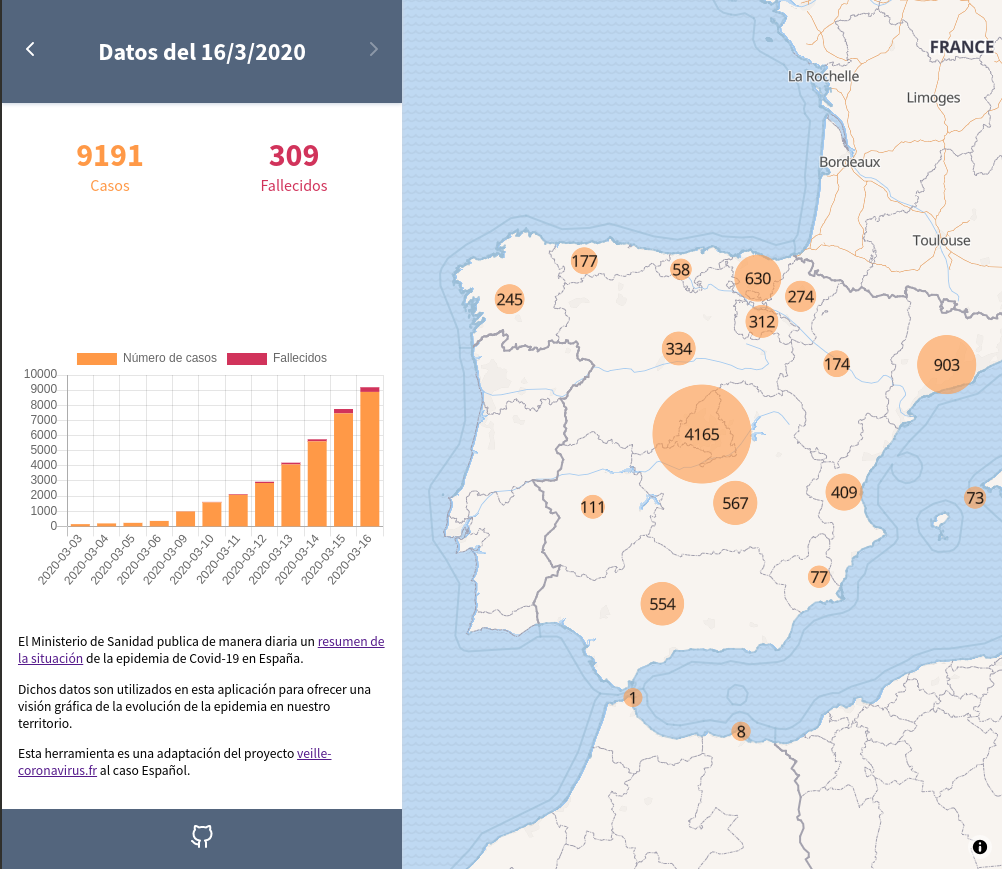 Datos del 16/3/2020
9191
Casos
309
Fallecidos
Número de casos
Fallecidos
10000
9000
8000
7000
6000
5000
4000
3000
2000
1000
0
2020-03-03
2020-03-04
2020-03-05
2020-03-06
2020-03-09
2020-03-10
2020-03-11
2020-03-12
2020-03-13
2020-03-14
2020-03-15
2020-03-16
El Ministerio de Sanidad publica de manera diaria un resumen de
la situación de la epidemia de Covid-19 en España.
Dichos datos son utilizados en esta aplicación para ofrecer una
visión gráfica de la evolución de la epidemia en nuestro
territorio.
Esta herramienta es una adaptación del proyecto veille-
coronavirus.fr al caso Español.
FRANCE
La Rochelle
Limoges
Bordeaux
Toulouse
177
58
630
245
274
312
334
174
903
4165
409
73
111
567
77
554
1
8